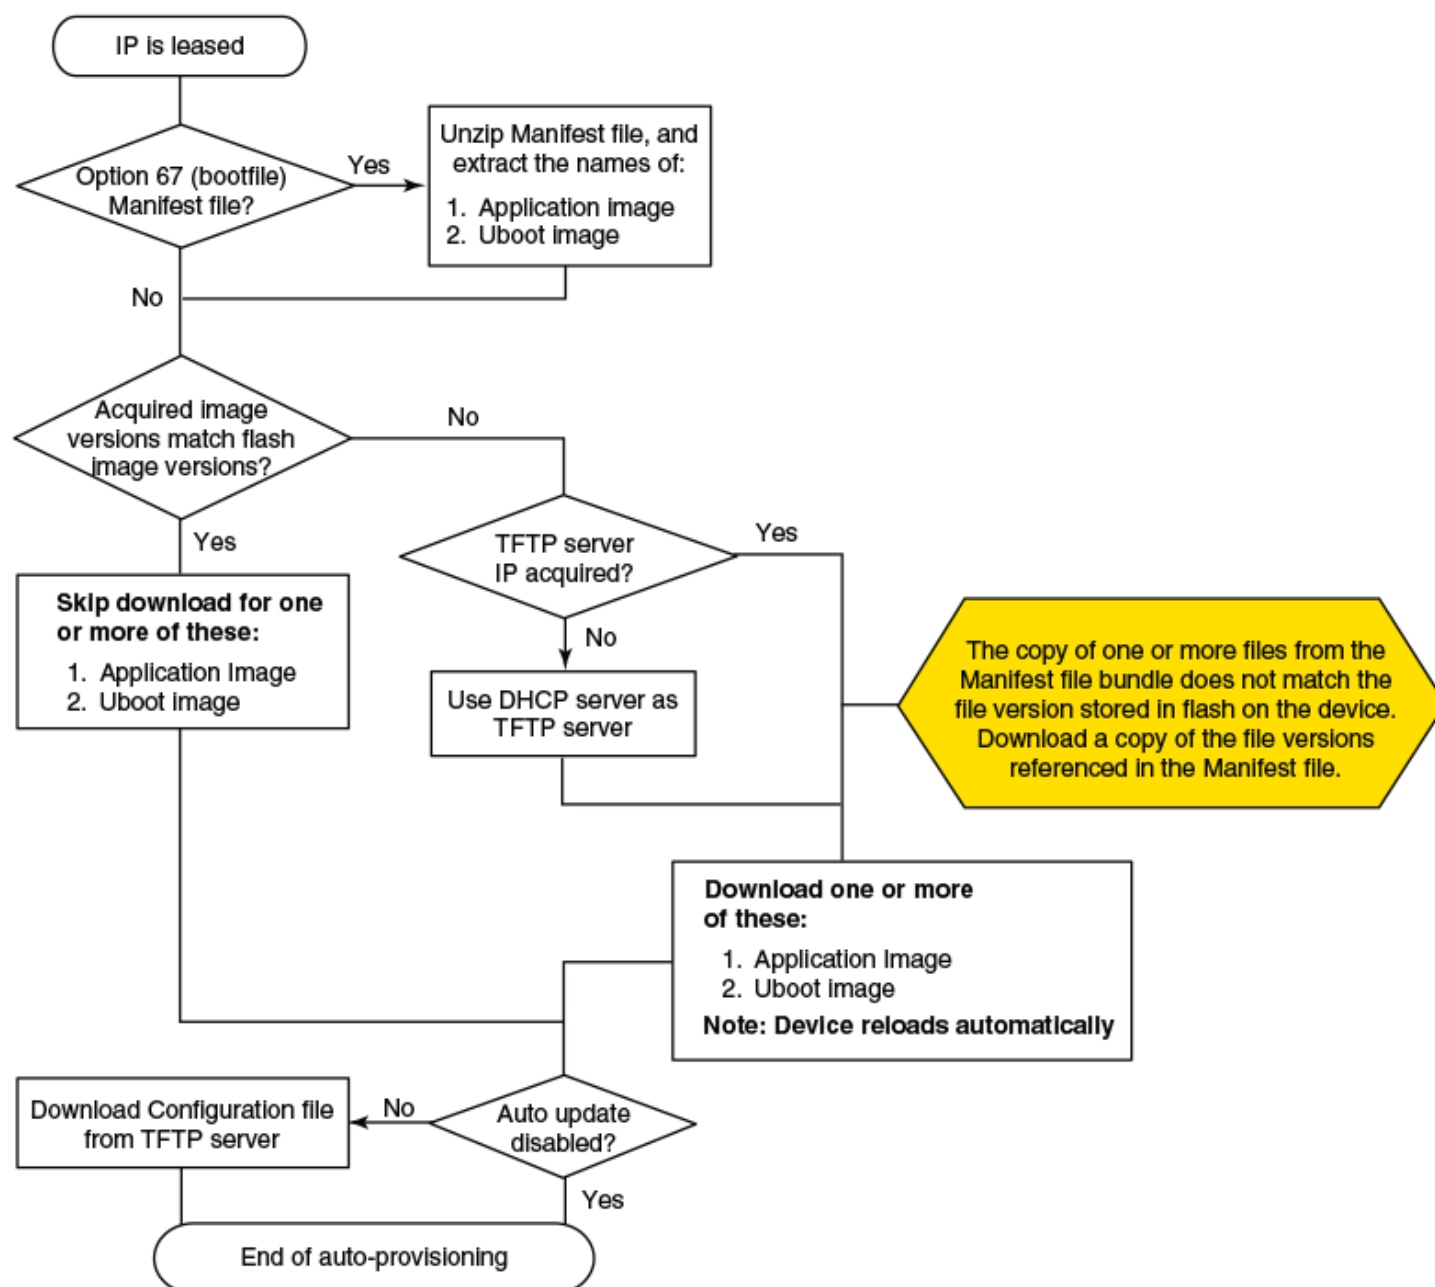 IP is leased
Option 67 (bootfile)
Manifest file?
Yes
Unzip Manifest file, and
extract the names of:
1. Application image
2. Uboot image
No
Acquired image
versions match flash
image versions?
No
Yes
TFTP server
IP acquired?
Yes
No
Skip download for one
or more of these:
1. Application Image
2. Uboot image
Use DHCP server as
TFTP server
The copy of one or more files from the
Manifest file bundle does not match the
file version stored in flash on the device.
Download a copy of the file versions
referenced in the Manifest file.
Download one or more
of these:
1. Application Image
2. Uboot image
Note: Device reloads automatically
Download Configuration file
from TFTP server
No
Auto update
disabled?
Yes
End of auto-provisioning